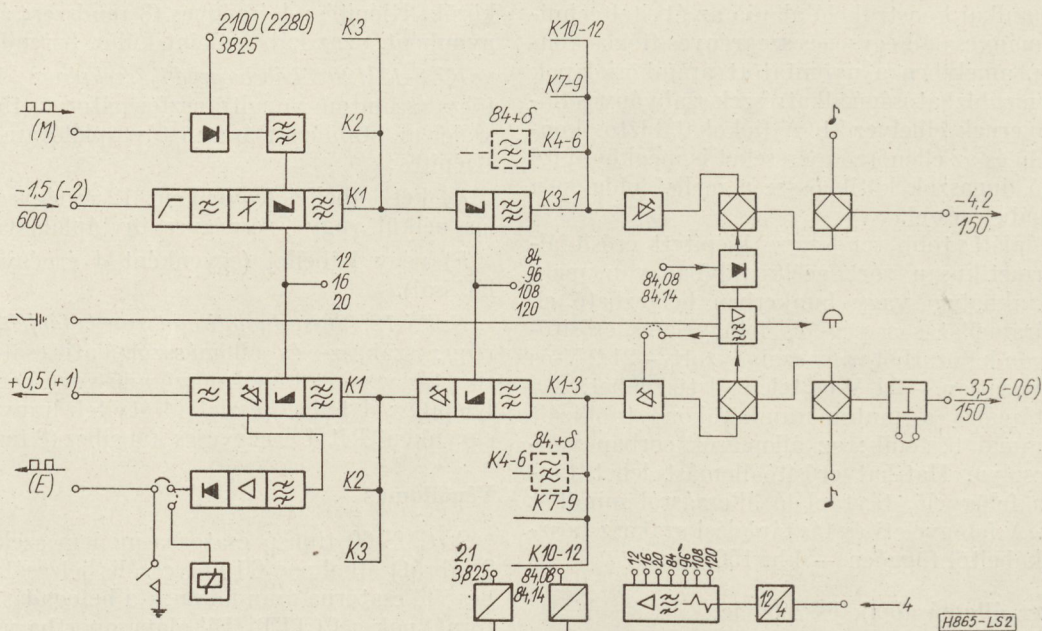 2100 (2280)
3825
K3
K10-12
K7-9
(M)
K2
84+δ
K4-6
-1,5 (-2)
600
K1
K3-1
-4,2
150
12
16
20
84
96
108
120
84,08
84,14
+0,5 (+1)
K1
K1-3
-3,5 (-0,6)
150
(E)
K2
K4-6
84,+δ
K7-9
K3
K10-12
2,1
3,825
84,08
84,14
12
16
20
84
96
108
120
12/4
4
H865-LS2